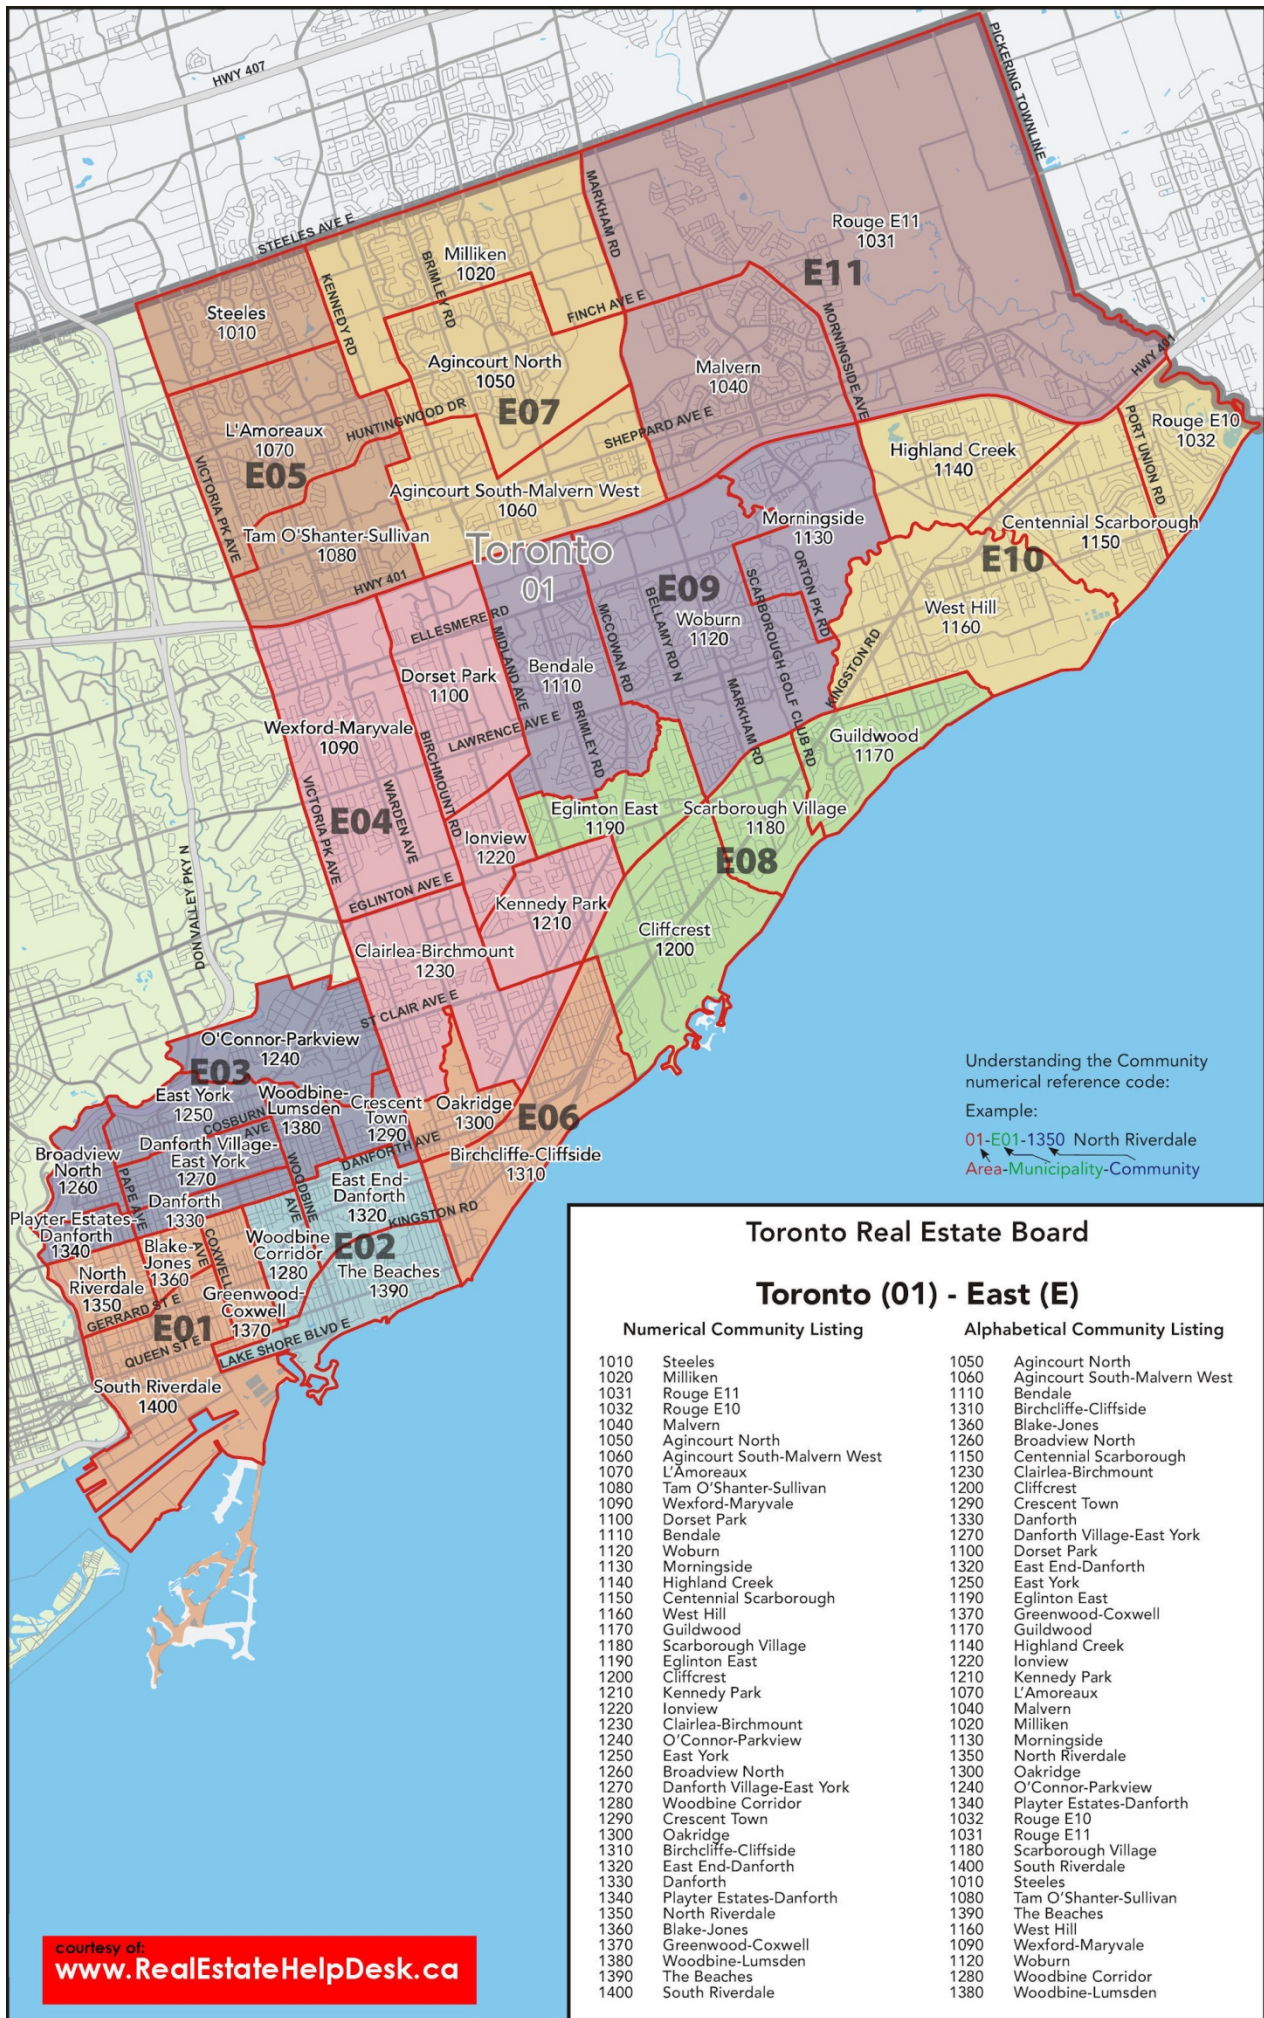 HWY 407
PICKERING TOWNLINE
STEELES AVE E
MARKHAM RD
Rouge E11
1031
E11
Milliken
1020
BRIMLEY RD
KENNEDY RD
FINCH AVE E
Steeles
1010
MORNINGSIDE AVE
HWY 401
Agincourt North
1050
Malvern
1040
E07
HUNTINGWOOD DR
SHEPPARD AVE E
PORT UNION RD
Rouge E10
1032
L'Amoreaux
1070
E05
VICTORIA PK AVE
Highland Creek
1140
Agincourt South-Malvern West
1060
Tam O'Shanter-Sullivan
1080
Morningside
1130
Centennial Scarborough
1150
E10
Toronto
01
HWY 401
E09
ORTON PK RD
SCARBOROUGH GOLF CLUB RD
BELLAMY RD N
Woburn
1120
West Hill
1160
ELLESMERE RD
MIDLAND AVE
MCCOWAN RD
KINGSTON RD
Bendale
1110
Dorset Park
1100
MARKHAM RD
BRIMLEY RD
LAWRENCE AVE E
Wexford-Maryvale
1090
BIRCHMOUNT RD
Guildwood
1170
VICTORIA PK AVE
WARDEN AVE
E04
Eglinton East
1190
Scarborough Village
1180
Ionview
1220
E08
EGLINTON AVE E
Kennedy Park
1210
DON VALLEY PKY N
Cliffcrest
1200
Clairlea-Birchmount
1230
ST CLAIR AVE E
O'Connor-Parkview
1240
E03
East York
1250
COSBURN AVE
Woodbine-
Lumsden
1380
Crescent
Town
1290
Oakridge
1300
E06
Broadview
North
1260
Danforth Village-
East York
1270
DANFORTH AVE
Birchcliffe-Cliffside
1310
PAPE AVE
WOODBINE AVE
East End-
Danforth
1320
Danforth
1330
KINGSTON RD
Playter Estates-
Danforth
1340
Blake-
Jones
1360
COXWELL AVE
Woodbine
Corridor
1280
E02
The Beaches
1390
North
Riverdale
1350
Greenwood-
Coxwell
1370
GERRARD ST E
E01
QUEEN ST E
LAKE SHORE BLVD E
South Riverdale
1400
Understanding the Community
numerical reference code:
Example:
01-E01-1350 North Riverdale
Area-Municipality-Community
Toronto Real Estate Board
Toronto (01) - East (E)
Numerical Community Listing
1010 Steeles
1020 Milliken
1031 Rouge E11
1032 Rouge E10
1040 Malvern
1050 Agincourt North
1060 Agincourt South-Malvern West
1070 L'Amoreaux
1080 Tam O'Shanter-Sullivan
1090 Wexford-Maryvale
1100 Dorset Park
1110 Bendale
1120 Woburn
1130 Morningside
1140 Highland Creek
1150 Centennial Scarborough
1160 West Hill
1170 Guildwood
1180 Scarborough Village
1190 Eglinton East
1200 Cliffcrest
1210 Kennedy Park
1220 Ionview
1230 Clairlea-Birchmount
1240 O'Connor-Parkview
1250 East York
1260 Broadview North
1270 Danforth Village-East York
1280 Woodbine Corridor
1290 Crescent Town
1300 Oakridge
1310 Birchcliffe-Cliffside
1320 East End-Danforth
1330 Danforth
1340 Playter Estates-Danforth
1350 North Riverdale
1360 Blake-Jones
1370 Greenwood-Coxwell
1380 Woodbine-Lumsden
1390 The Beaches
1400 South Riverdale
Alphabetical Community Listing
1050 Agincourt North
1060 Agincourt South-Malvern West
1110 Bendale
1310 Birchcliffe-Cliffside
1360 Blake-Jones
1260 Broadview North
1150 Centennial Scarborough
1230 Clairlea-Birchmount
1200 Cliffcrest
1290 Crescent Town
1330 Danforth
1270 Danforth Village-East York
1100 Dorset Park
1320 East End-Danforth
1250 East York
1190 Eglinton East
1370 Greenwood-Coxwell
1170 Guildwood
1140 Highland Creek
1220 Ionview
1210 Kennedy Park
1070 L'Amoreaux
1040 Malvern
1020 Milliken
1130 Morningside
1350 North Riverdale
1300 Oakridge
1240 O'Connor-Parkview
1340 Playter Estates-Danforth
1032 Rouge E10
1031 Rouge E11
1180 Scarborough Village
1400 South Riverdale
1010 Steeles
1080 Tam O'Shanter-Sullivan
1390 The Beaches
1160 West Hill
1090 Wexford-Maryvale
1120 Woburn
1280 Woodbine Corridor
1380 Woodbine-Lumsden
courtesy of:
www.RealEstateHelpDesk.ca